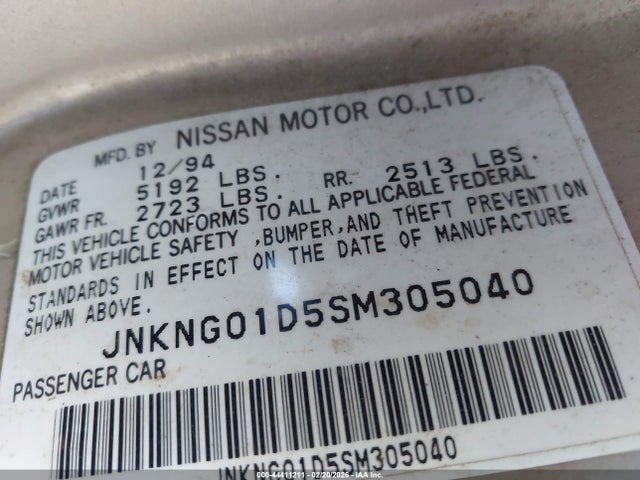 MFD. BY NISSAN MOTOR CO.,LTD.
DATE 12/94
GVWR 5192 LBS.
GAWR FR. 2723 LBS. RR. 2513 LBS.
THIS VEHICLE CONFORMS TO ALL APPLICABLE FEDERAL
MOTOR VEHICLE SAFETY ,BUMPER,AND THEFT PREVENTION
STANDARDS IN EFFECT ON THE DATE OF MANUFACTURE
SHOWN ABOVE.
JNKNG01D5SM305040
PASSENGER CAR
JNKNG01D5SM305040
000-44411211 - 02/20/2026 - IAA